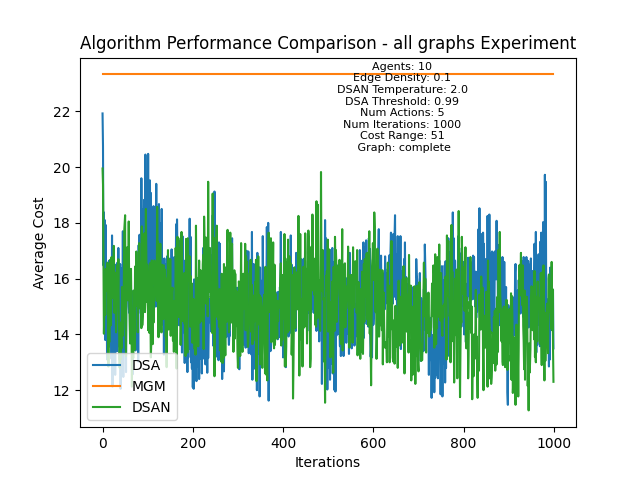 Algorithm Performance Comparison - all graphs Experiment
Agents: 10
Edge Density: 0.1
DSAN Temperature: 2.0
DSA Threshold: 0.99
Num Actions: 5
Num Iterations: 1000
Cost Range: 51
Graph: complete
Average Cost
22
20
18
16
14
12
DSA
MGM
DSAN
0
200
400
600
800
1000
Iterations